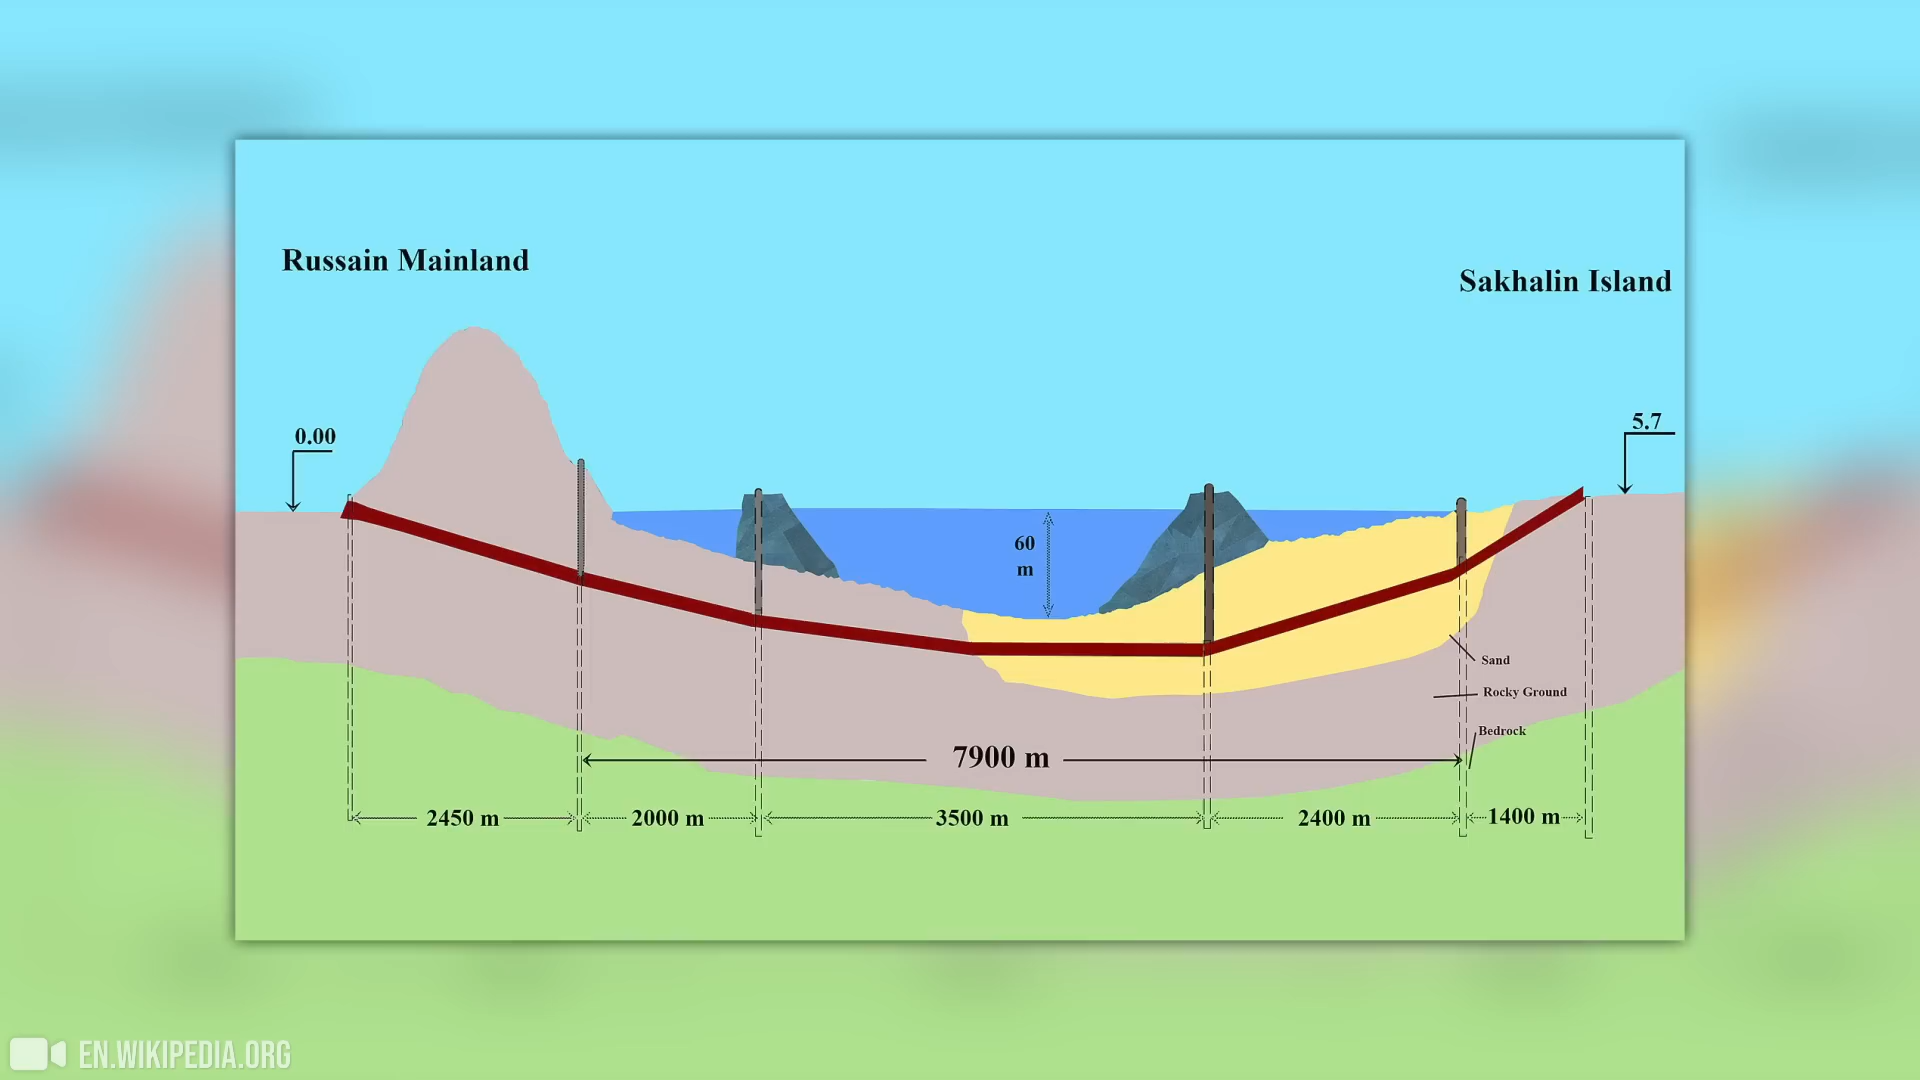 Russain Mainland
Sakhalin Island
0.00
5.7
60
m
Sand
Rocky Ground
Bedrock
7900 m
2450 m
2000 m
3500 m
2400 m
1400 m
EN.WIKIPEDIA.ORG